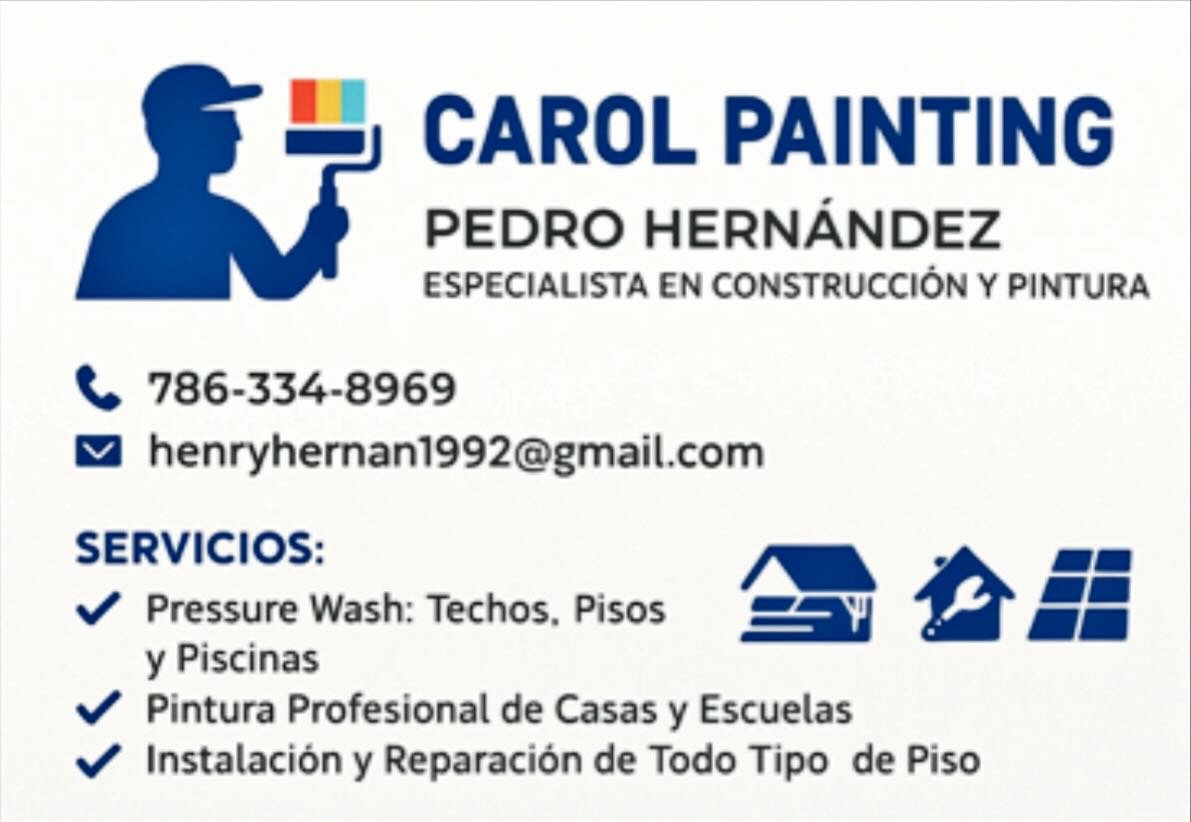 CAROL PAINTING
PEDRO HERNÁNDEZ
ESPECIALISTA EN CONSTRUCCIÓN Y PINTURA
786-334-8969
henryhernan1992@gmail.com
SERVICIOS:
Pressure Wash: Techos, Pisos
y Piscinas
Pintura Profesional de Casas y Escuelas
Instalación y Reparación de Todo Tipo de Piso